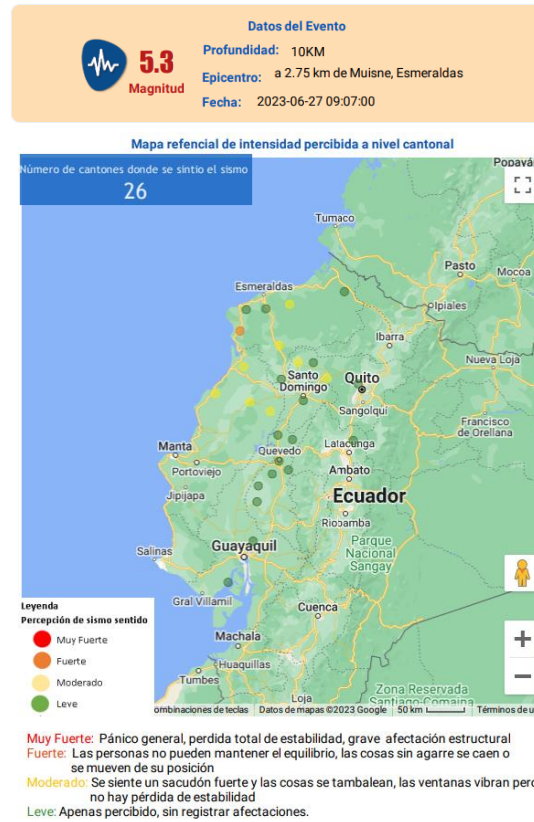 Datos del Evento
5.3
Magnitud
Profundidad: 10KM
Epicentro: a 2.75 km de Muisne, Esmeraldas
Fecha: 2023-06-27 09:07:00
Mapa refencial de intensidad percibida a nivel cantonal
Número de cantones donde se sintio el sismo
26
Popayá
Tumaco
Pasto
Mocoa
Esmeraldas
Ipiales
Ibarra
Nueva Loja
Santo
Domingo
Quito
Sangolquí
Francisco
de Orellana
Manta
Quevedo
Latacunga
Portoviejo
Ambato
Jipijapa
Ecuador
Riobamba
Salinas
Guayaquil
Parque
Nacional
Sangay
Gral Villamil
Cuenca
Machala
Huaquillas
Tumbes
Loja
Zona Reservada
Santiago-Comaina
Leyenda
Percepción de sismo sentido
Muy Fuerte
Fuerte
Moderado
Leve
ombinaciones de teclas
Datos de mapas ©2023 Google
50 km
Términos de u
Muy Fuerte: Pánico general, perdida total de estabilidad, grave afectación estructural
Fuerte: Las personas no pueden mantener el equilibrio, las cosas sin agarre se caen o
se mueven de su posición
Moderado: Se siente un sacudón fuerte y las cosas se tambalean, las ventanas vibran pero
no hay pérdida de estabilidad
Leve: Apenas percibido, sin registrar afectaciones.